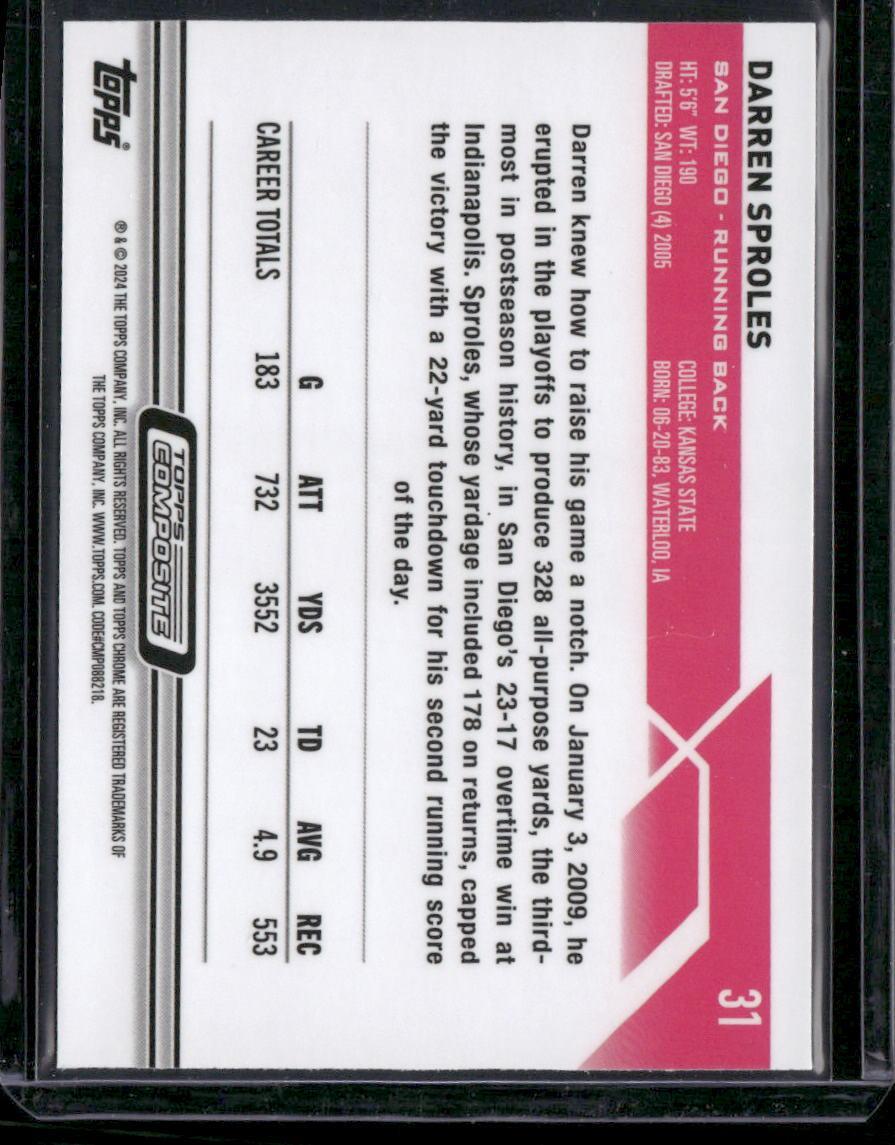 DARREN SPROLES
31
SAN DIEGO - RUNNING BACK
HT: 5'6" WT: 190
COLLEGE: KANSAS STATE
DRAFTED: SAN DIEGO (4) 2005
BORN: 06-20-83, WATERLOO, IA
Darren knew how to raise his game a notch. On January 3, 2009, he
erupted in the playoffs to produce 328 all-purpose yards, the third-
most in postseason history, in San Diego's 23-17 overtime win at
Indianapolis. Sproles, whose yardage included 178 on returns, capped
the victory with a 22-yard touchdown for his second running score
of the day.
G ATT YDS TD AVG REC
CAREER TOTALS 183 732 3552 23 4.9 553
TOPPS
COMPOSITE
topps®
® & © 2024 THE TOPPS COMPANY, INC. ALL RIGHTS RESERVED. TOPPS AND TOPPS CHROME ARE REGISTERED TRADEMARKS OF
THE TOPPS COMPANY, INC. WWW.TOPPS.COM. CODE#CMP088218.